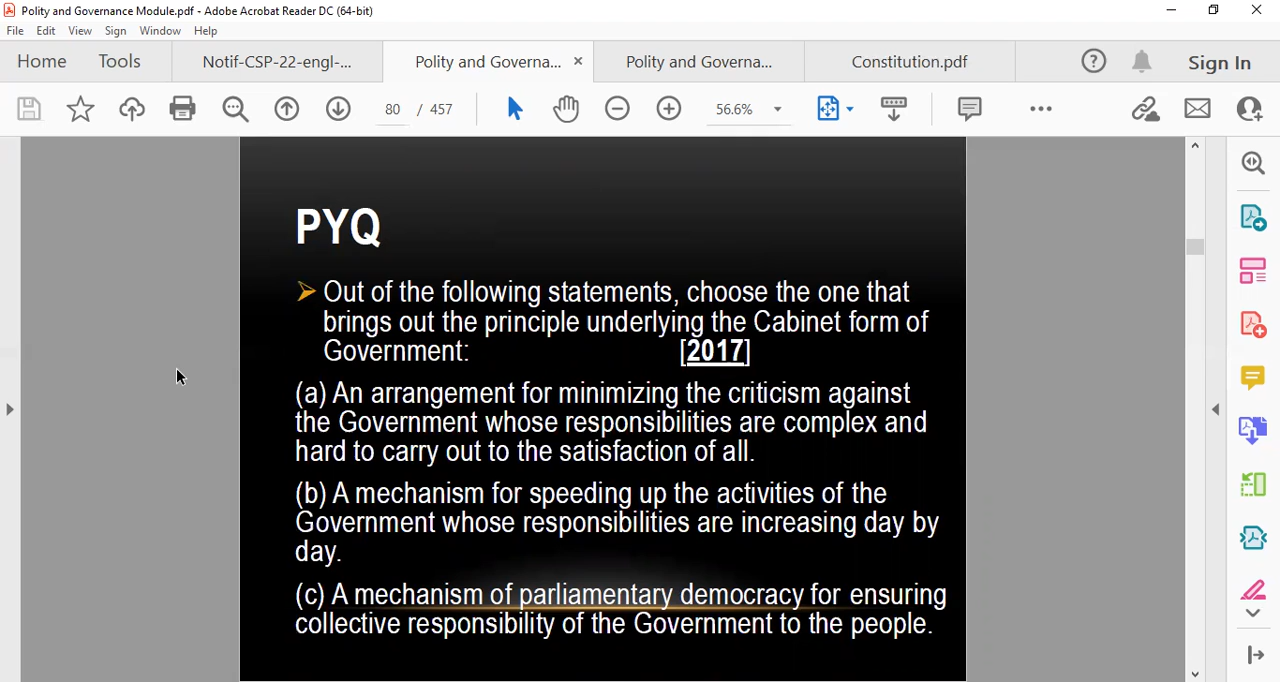 Polity and Governance Module.pdf - Adobe Acrobat Reader DC (64-bit)
File Edit View Sign Window Help
Home Tools Notif-CSP-22-engl-... Polity and Governa... × Polity and Governa... Constitution.pdf ? Sign In
80 / 457 56.6%
PYQ
Out of the following statements, choose the one that
brings out the principle underlying the Cabinet form of
Government: [2017]
(a) An arrangement for minimizing the criticism against
the Government whose responsibilities are complex and
hard to carry out to the satisfaction of all.
(b) A mechanism for speeding up the activities of the
Government whose responsibilities are increasing day by
day.
(c) A mechanism of parliamentary democracy for ensuring
collective responsibility of the Government to the people.